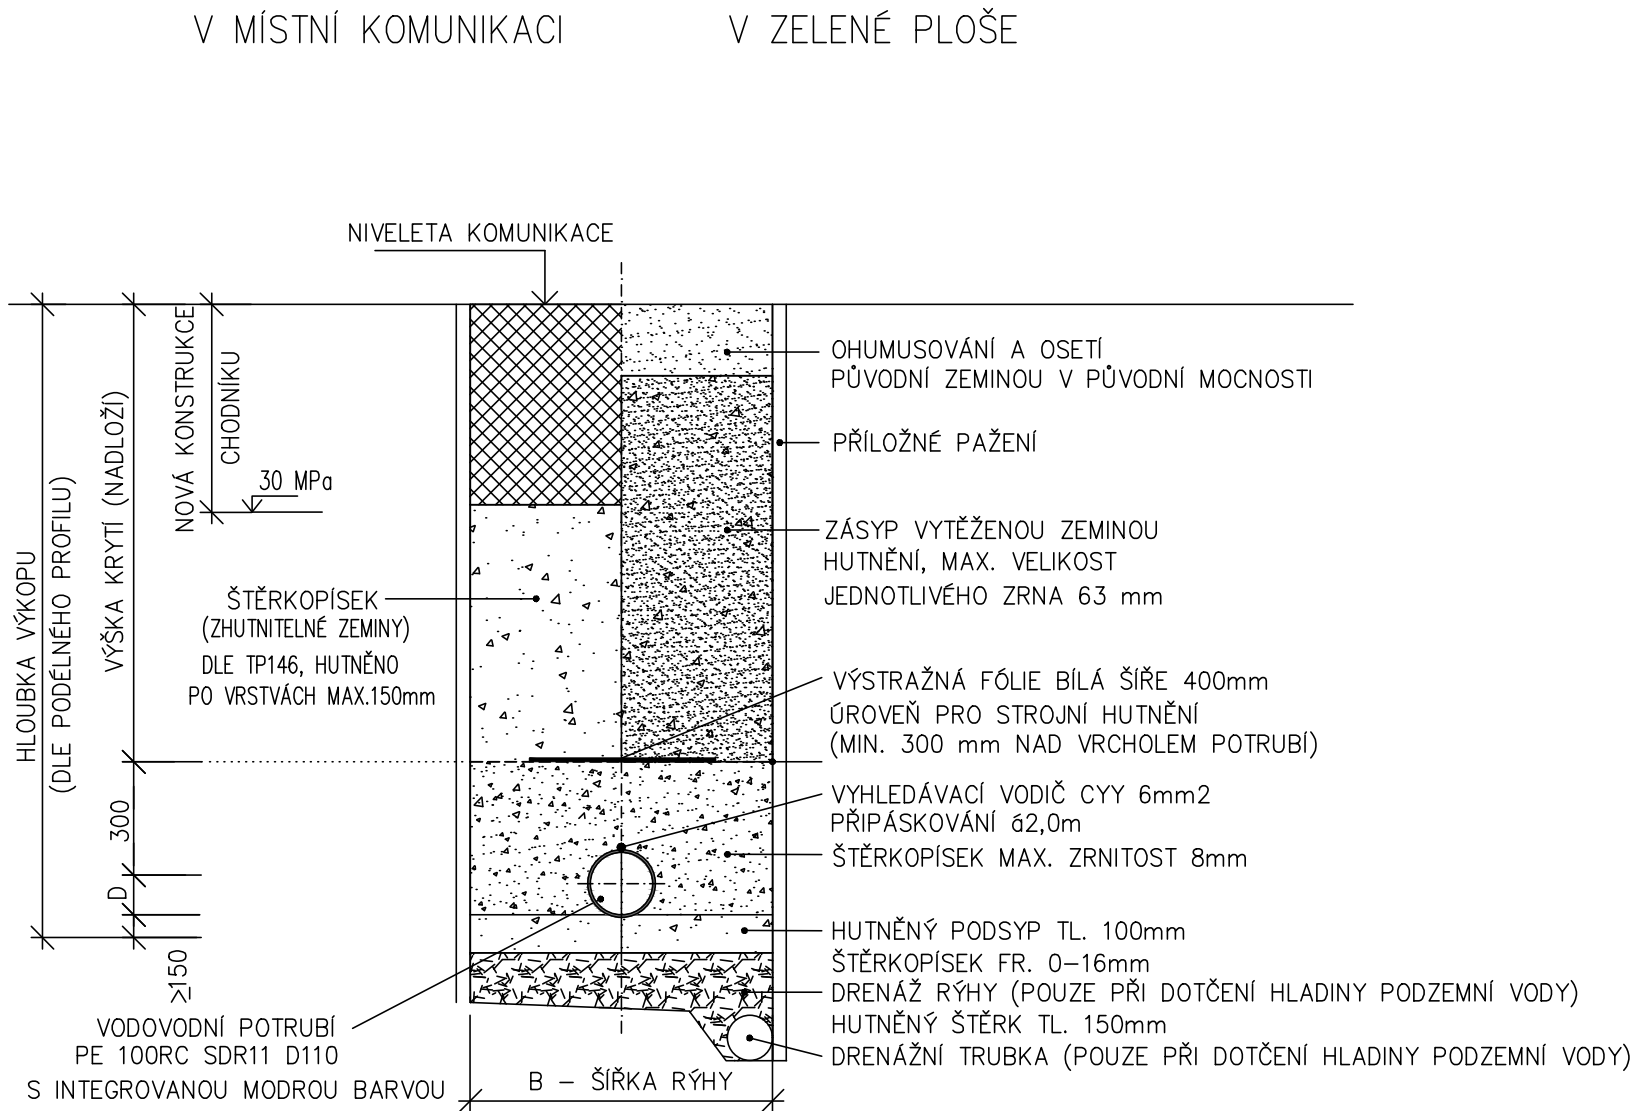 V MÍSTNÍ KOMUNIKACI
V ZELENÉ PLOŠE
NIVELETA KOMUNIKACE
HLOUBKA VÝKOPU
(DLE PODÉLNÉHO PROFILU)
VÝŠKA KRYTÍ (NADLOŽÍ)
NOVÁ KONSTRUKCE
CHODNÍKU
30 MPa
ŠTĚRKOPÍSEK
(ZHUTNITELNÉ ZEMINY)
DLE TP146, HUTNĚNO
PO VRSTVÁCH MAX.150mm
300
D
≥150
VODOVODNÍ POTRUBÍ
PE 100RC SDR11 D110
S INTEGROVANOU MODROU BARVOU
B – ŠÍŘKA RÝHY
OHUMUSOVÁNÍ A OSETÍ
PŮVODNÍ ZEMINOU V PŮVODNÍ MOCNOSTI
PŘÍLOŽNÉ PAŽENÍ
ZÁSYP VYTĚŽENOU ZEMINOU
HUTNĚNÍ, MAX. VELIKOST
JEDNOTLIVÉHO ZRNA 63 mm
VÝSTRAŽNÁ FÓLIE BÍLÁ ŠÍŘE 400mm
ÚROVEŇ PRO STROJNÍ HUTNĚNÍ
(MIN. 300 mm NAD VRCHOLEM POTRUBÍ)
VYHLEDÁVACÍ VODIČ CYY 6mm2
PŘIPÁSKOVÁNÍ á2,0m
ŠTĚRKOPÍSEK MAX. ZRNITOST 8mm
HUTNĚNÝ PODSYP TL. 100mm
ŠTĚRKOPÍSEK FR. 0–16mm
DRENÁŽ RÝHY (POUZE PŘI DOTČENÍ HLADINY PODZEMNÍ VODY)
HUTNĚNÝ ŠTĚRK TL. 150mm
DRENÁŽNÍ TRUBKA (POUZE PŘI DOTČENÍ HLADINY PODZEMNÍ VODY)